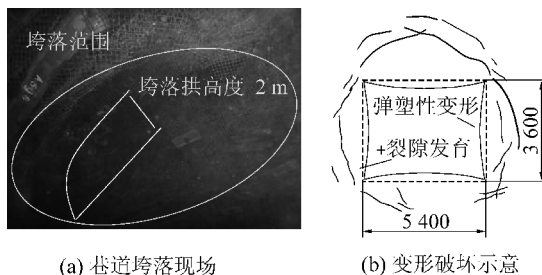 垮落范围
垮落拱高度 2 m
弹塑性变形
+裂隙发育
3 600
5 400
(a) 巷道垮落现场
(b) 变形破坏示意